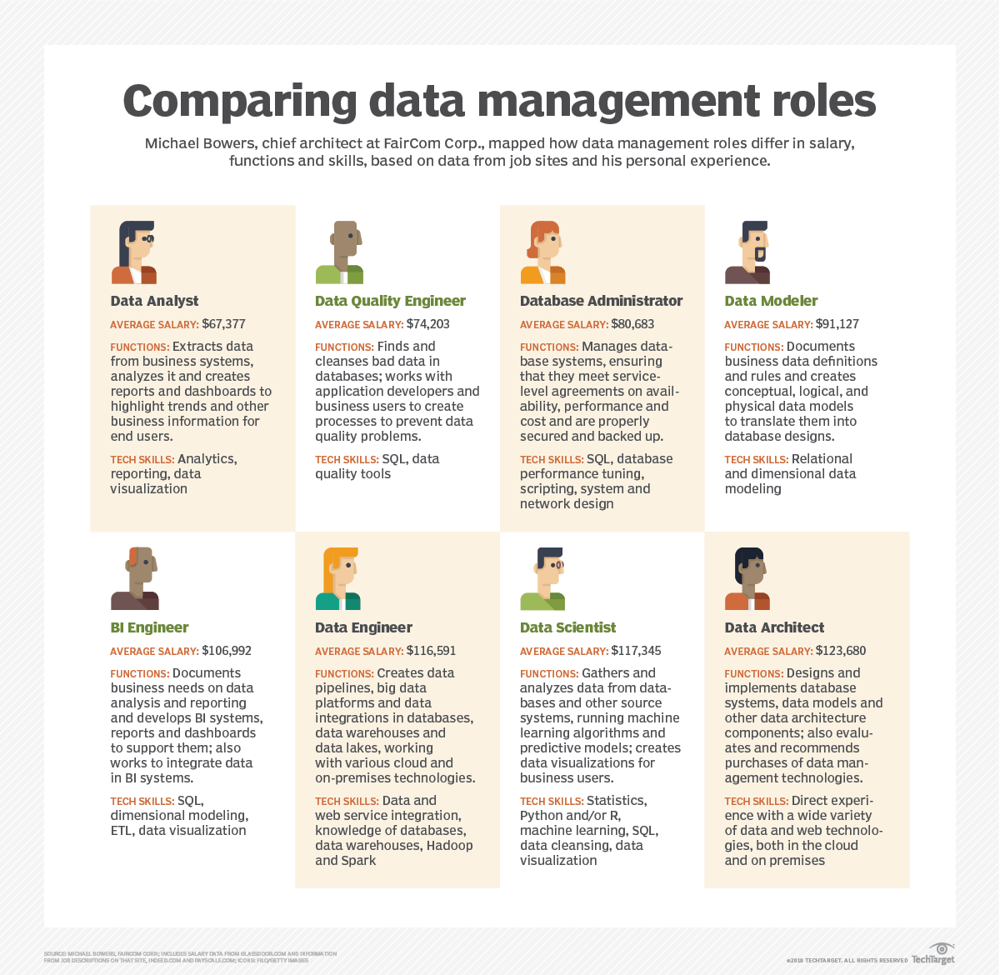 Comparing data management roles
Michael Bowers, chief architect at FairCom Corp., mapped how data management roles differ in salary,
functions and skills, based on data from job sites and his personal experience.
Data Analyst
AVERAGE SALARY: $67,377
FUNCTIONS: Extracts data
from business systems,
analyzes it and creates
reports and dashboards to
highlight trends and other
business information for
end users.
TECH SKILLS: Analytics,
reporting, data
visualization
Data Quality Engineer
AVERAGE SALARY: $74,203
FUNCTIONS: Finds and
cleanses bad data in
databases; works with
application developers and
business users to create
processes to prevent data
quality problems.
TECH SKILLS: SQL, data
quality tools
Database Administrator
AVERAGE SALARY: $80,683
FUNCTIONS: Manages data-
base systems, ensuring
that they meet service-
level agreements on avail-
ability, performance and
cost and are properly
secured and backed up.
TECH SKILLS: SQL, database
performance tuning,
scripting, system and
network design
Data Modeler
AVERAGE SALARY: $91,127
FUNCTIONS: Documents
business data definitions
and rules and creates
conceptual, logical, and
physical data models
to translate them into
database designs.
TECH SKILLS: Relational
and dimensional data
modeling
BI Engineer
AVERAGE SALARY: $106,992
FUNCTIONS: Documents
business needs on data
analysis and reporting
and develops BI systems,
reports and dashboards
to support them; also
works to integrate data
in BI systems.
TECH SKILLS: SQL,
dimensional modeling,
ETL, data visualization
Data Engineer
AVERAGE SALARY: $116,591
FUNCTIONS: Creates data
pipelines, big data
platforms and data
integrations in databases,
data warehouses and
data lakes, working
with various cloud and
on-premises technologies.
TECH SKILLS: Data and
web service integration,
knowledge of databases,
data warehouses, Hadoop
and Spark
Data Scientist
AVERAGE SALARY: $117,345
FUNCTIONS: Gathers and
analyzes data from data-
bases and other source
systems, running machine
learning algorithms and
predictive models; creates
data visualizations for
business users.
TECH SKILLS: Statistics,
Python and/or R,
machine learning, SQL,
data cleansing, data
visualization
Data Architect
AVERAGE SALARY: $123,680
FUNCTIONS: Designs and
implements database
systems, data models and
other data architecture
components; also evalu-
ates and recommends
purchases of data man-
agement technologies.
TECH SKILLS: Direct experi-
ence with a wide variety
of data and web technolo-
gies, both in the cloud
and on premises
SOURCE: MICHAEL BOWERS, FAIRCOM CORP.; INCLUDES SALARY DATA FROM GLASSDOOR.COM AND INFORMATION
FROM JOB DESCRIPTIONS ON THAT SITE, INDEED.COM AND PAYSCALE.COM; ICONS: FILO/GETTY IMAGES
©2019 TECHTARGET. ALL RIGHTS RESERVED TechTarget